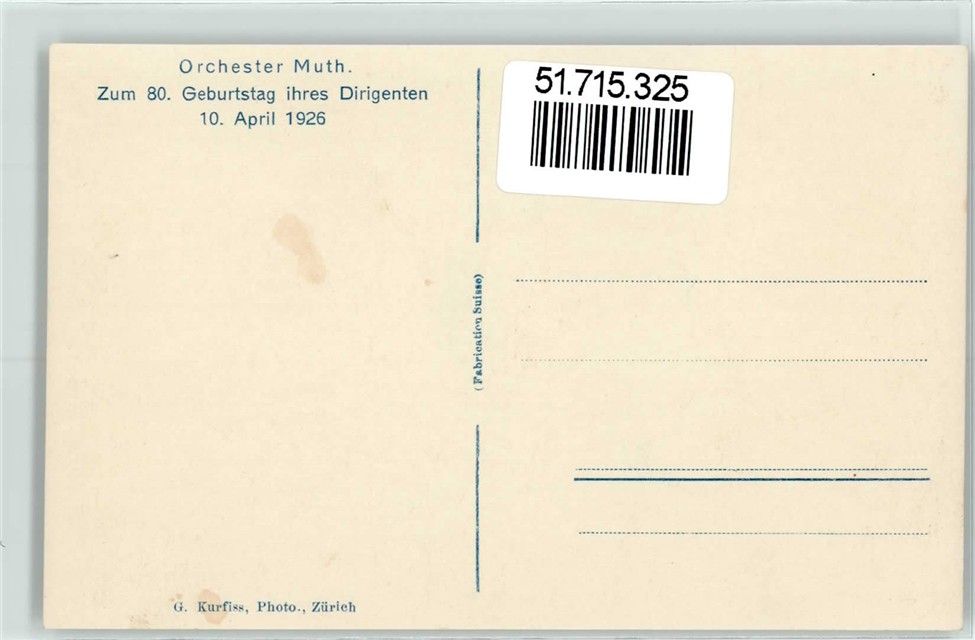 Orchester Muth.
Zum 80. Geburtstag ihres Dirigenten
10. April 1926
51.715.325
(Fabrication Suisse)
G. Kurfiss, Photo., Zürich